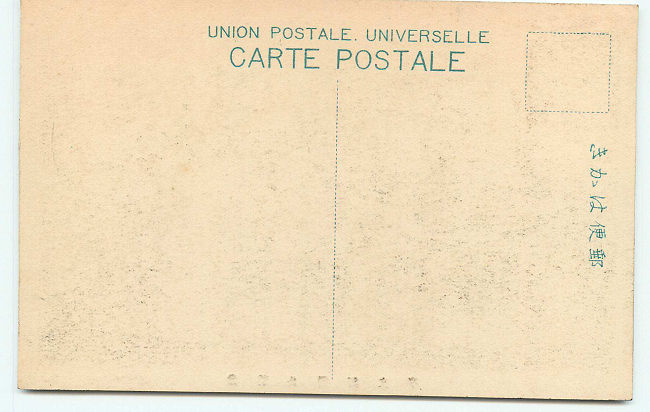 UNION POSTALE. UNIVERSELLE
CARTE POSTALE
郵便はかき